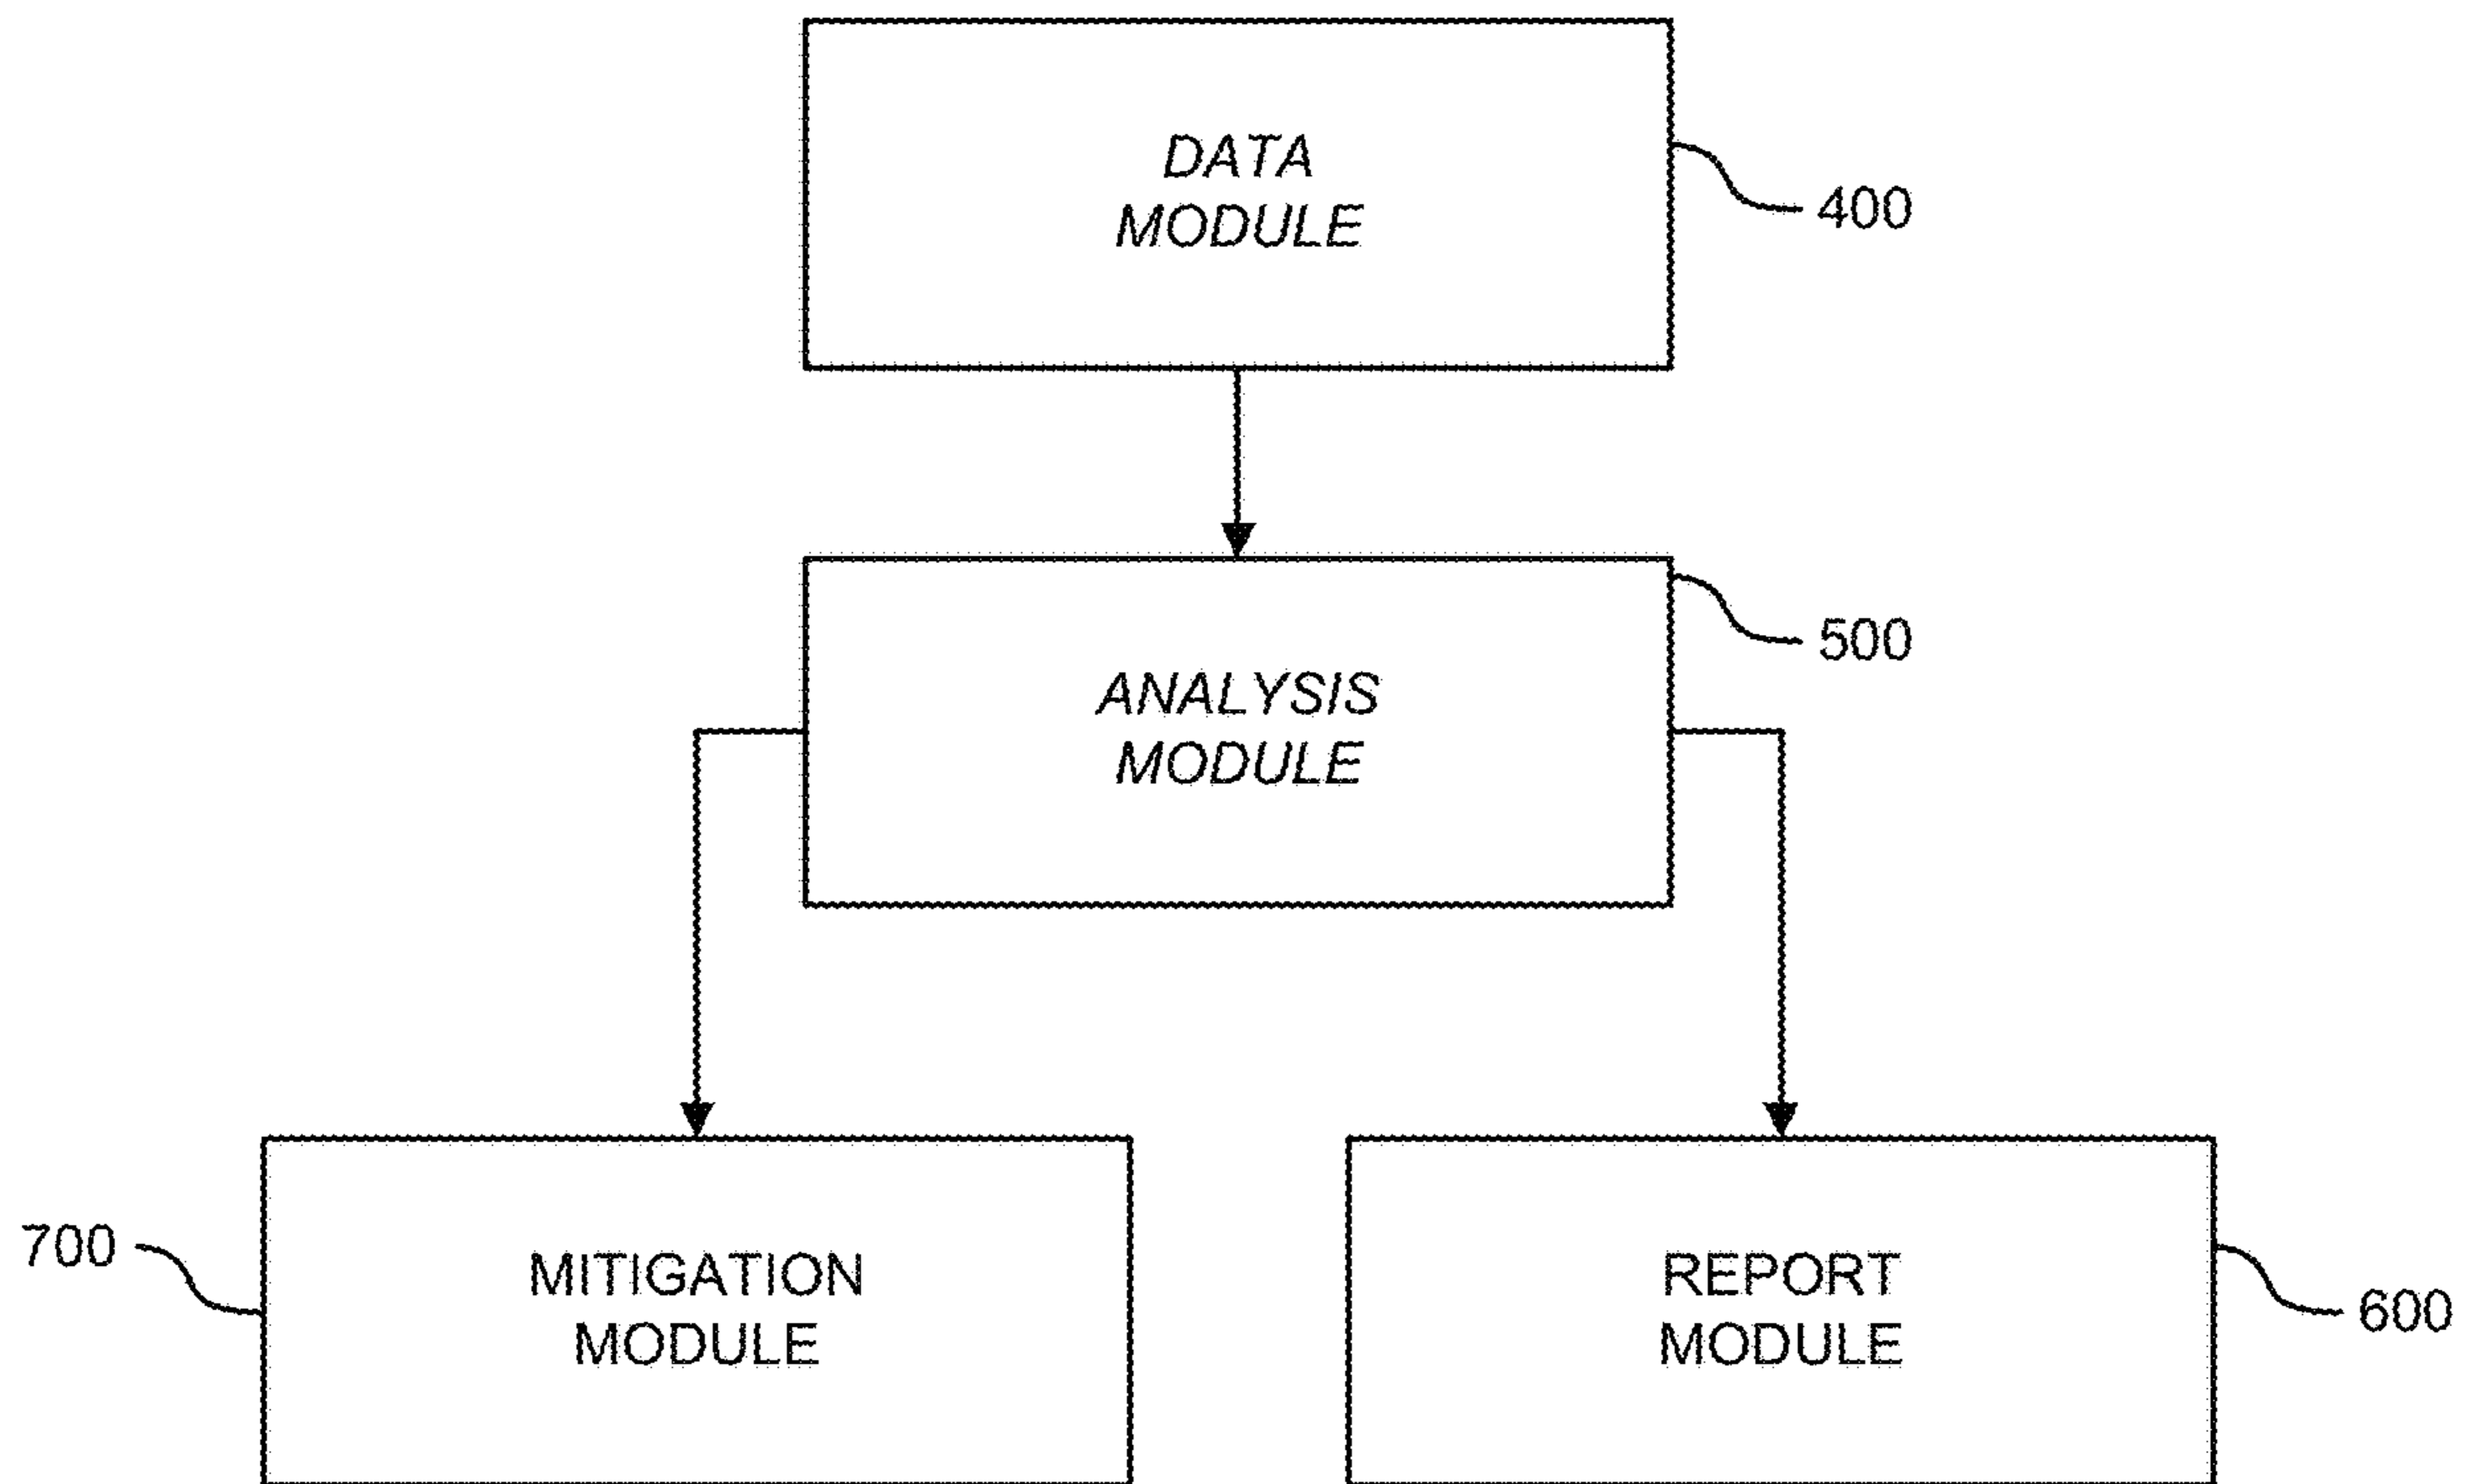 DATA
MODULE
400
500
ANALYSIS
MODULE
700
MITIGATION
MODULE
REPORT
MODULE
600